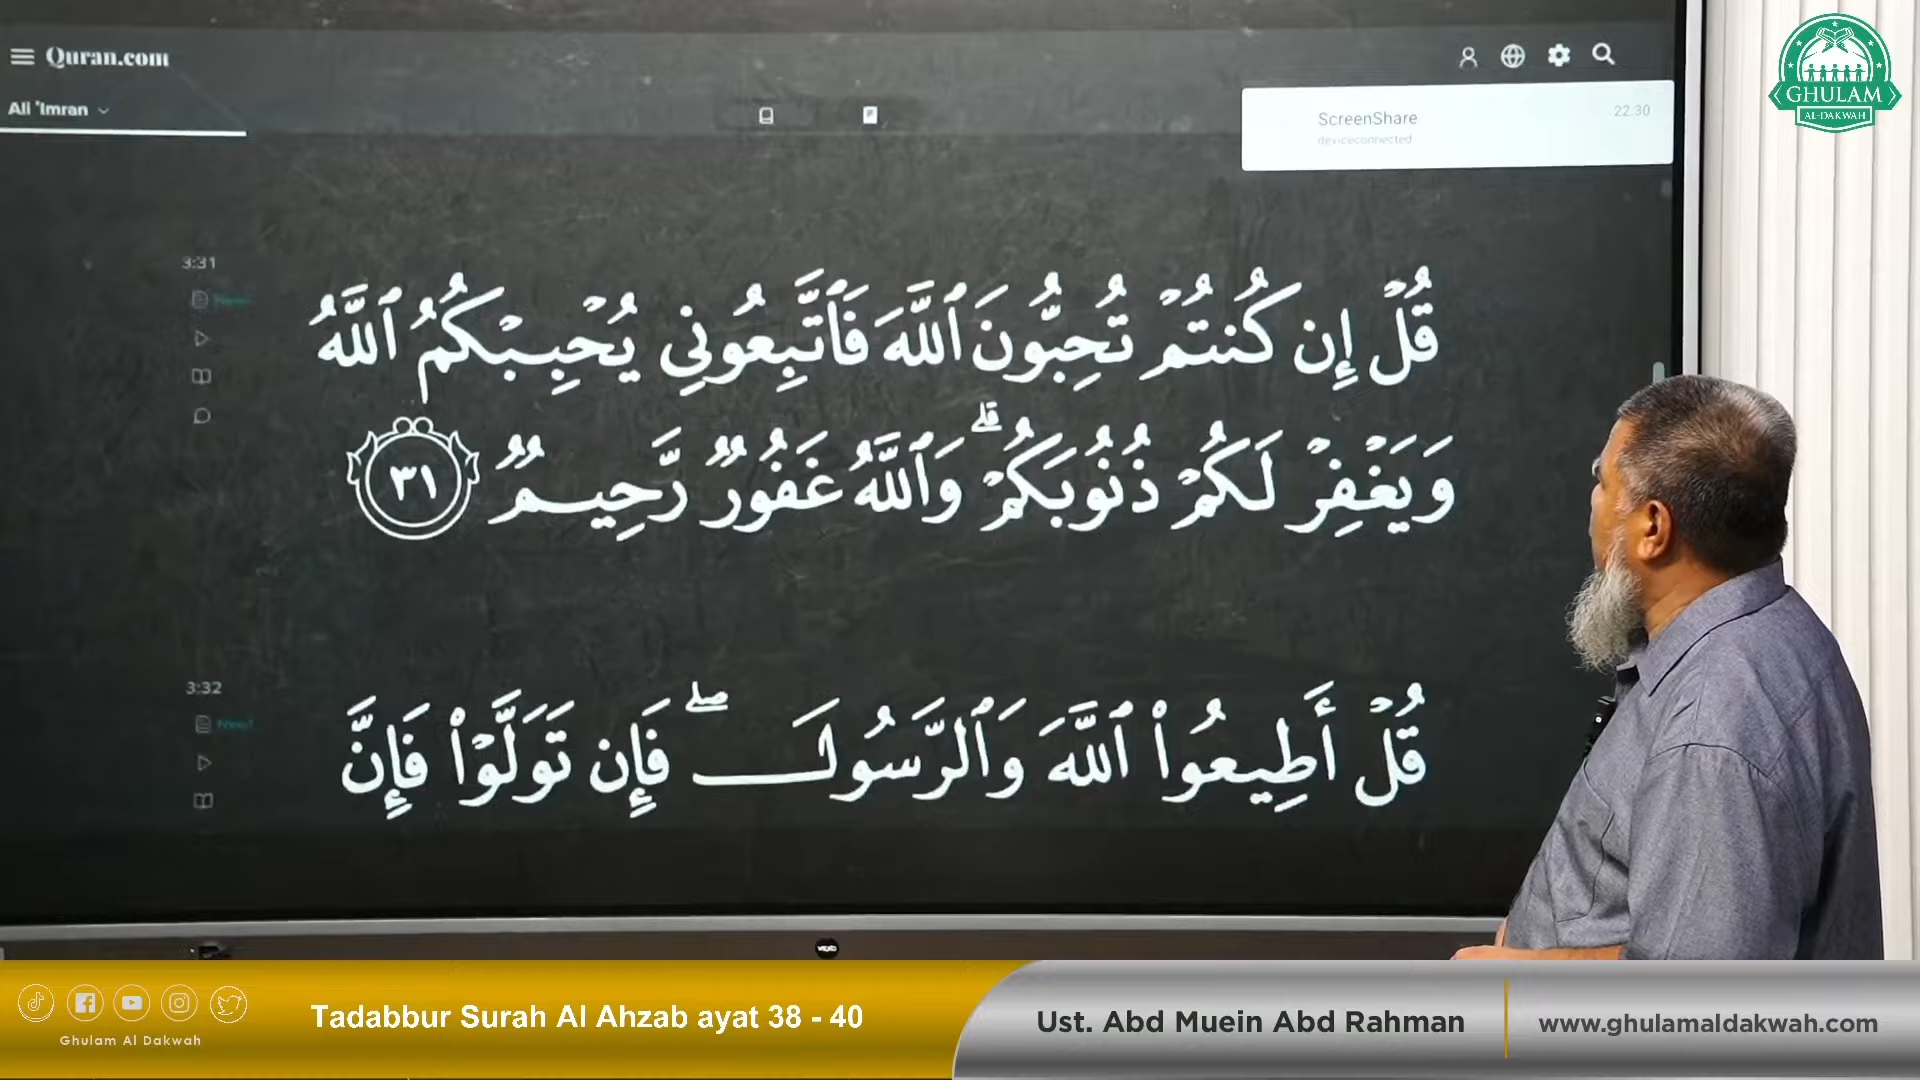 Quran.com
Ali 'Imran
ScreenShare
22:30
deviceconnected
GHULAM
AL-DAKWAH
3:31
قُلْ إِن كُنتُمْ تُحِبُّونَ ٱللَّهَ فَٱتَّبِعُونِي يُحْبِبْكُمُ ٱللَّهُ
وَيَغْفِرْ لَكُمْ ذُنُوبَكُمْ ۗ وَٱللَّهُ غَفُورٌ رَّحِيمٌ ٣١
3:32
قُلْ أَطِيعُوا۟ ٱللَّهَ وَٱلرَّسُولَ ۖ فَإِن تَوَلَّوْا۟ فَإِنَّ
Ghulam Al Dakwah
Tadabbur Surah Al Ahzab ayat 38 - 40
Ust. Abd Muein Abd Rahman
www.ghulamaldakwah.com